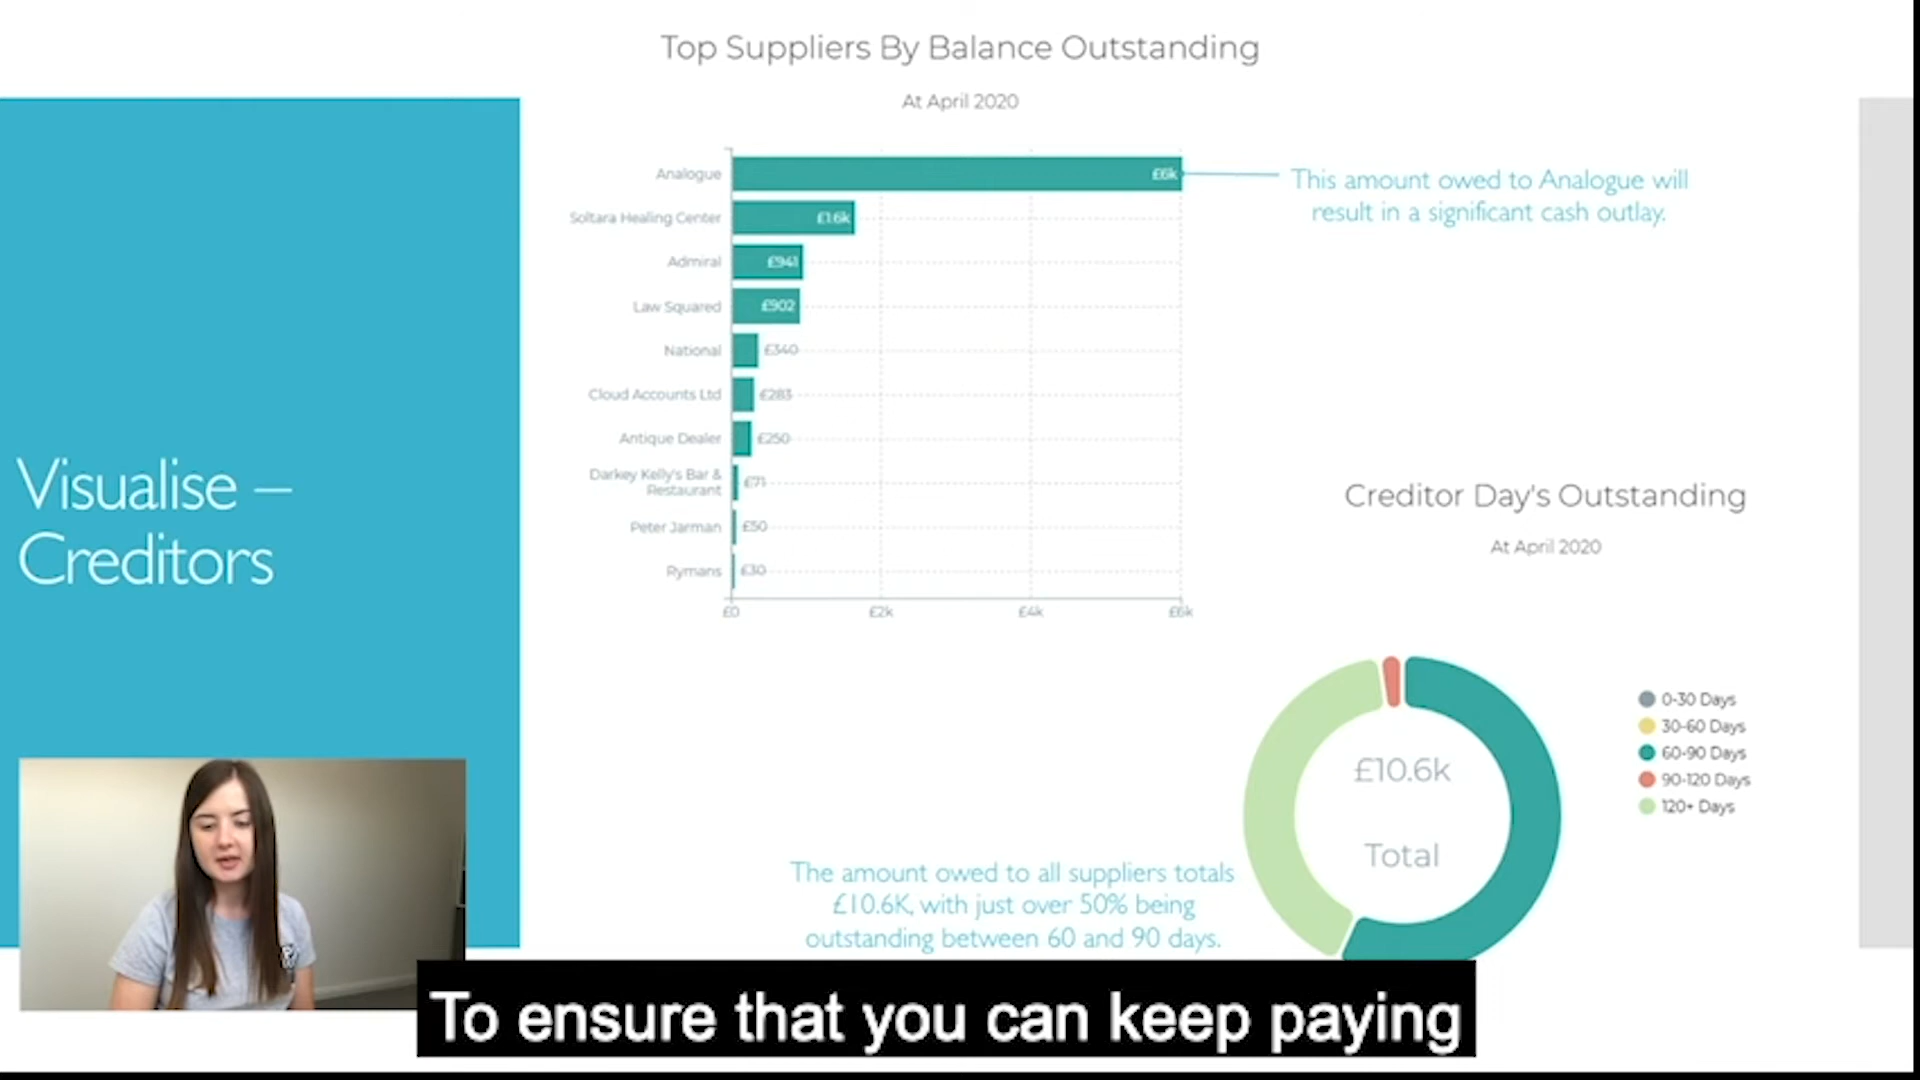 Top Suppliers By Balance Outstanding
At April 2020
Analogue
£6k
This amount owed to Analogue will
result in a significant cash outlay.
Soltara Healing Center
£1.6k
Admiral
£941
Law Squared
£902
National
£340
Cloud Accounts Ltd
£283
Antique Dealer
£250
Darkey Kelly's Bar &
Restaurant
£71
Peter Jarman
£50
Rymans
£30
£0
£2k
£4k
£6k
Visualise –
Creditors
Creditor Day's Outstanding
At April 2020
0-30 Days
30-60 Days
60-90 Days
90-120 Days
120+ Days
£10.6k
Total
The amount owed to all suppliers totals
£10.6K, with just over 50% being
outstanding between 60 and 90 days.
To ensure that you can keep paying